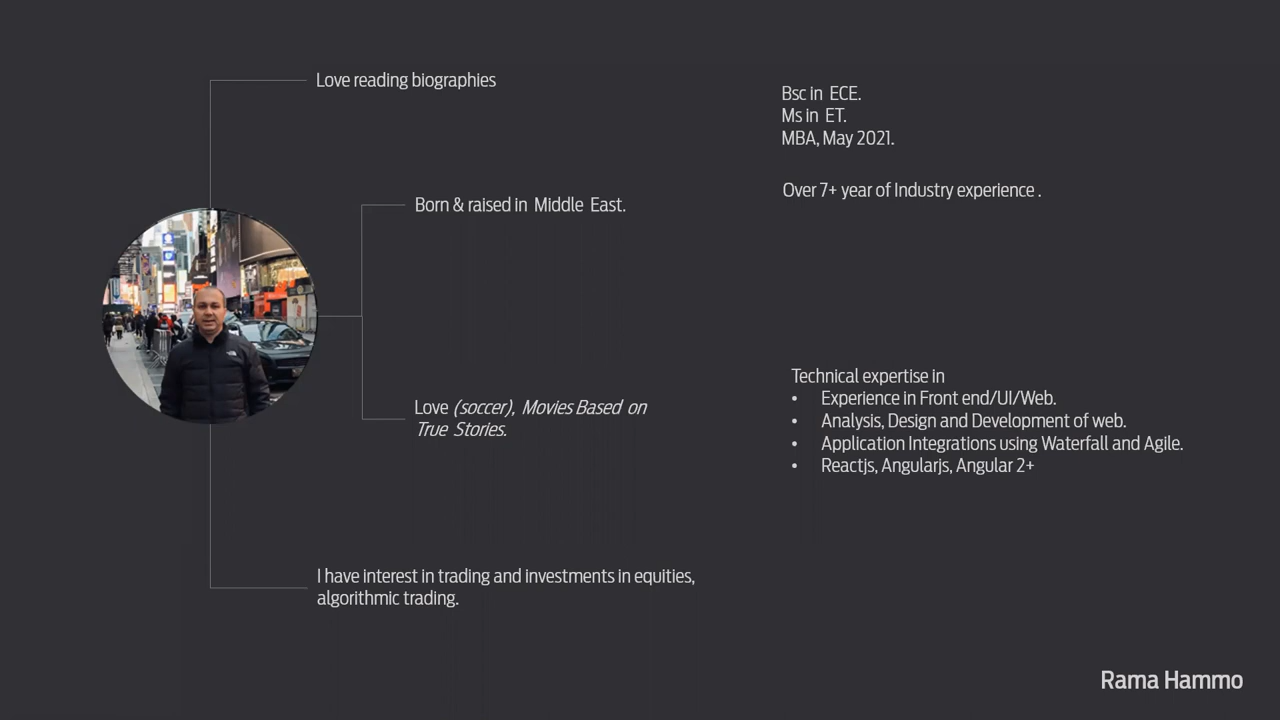 Love reading biographies
Born & raised in Middle East.
Love (soccer), Movies Based on
True Stories.
I have interest in trading and investments in equities,
algorithmic trading.
Bsc in ECE.
Ms in ET.
MBA, May 2021.
Over 7+ year of Industry experience .
Technical expertise in
• Experience in Front end/UI/Web.
• Analysis, Design and Development of web.
• Application Integrations using Waterfall and Agile.
• Reactjs, Angularjs, Angular 2+
Rama Hammo